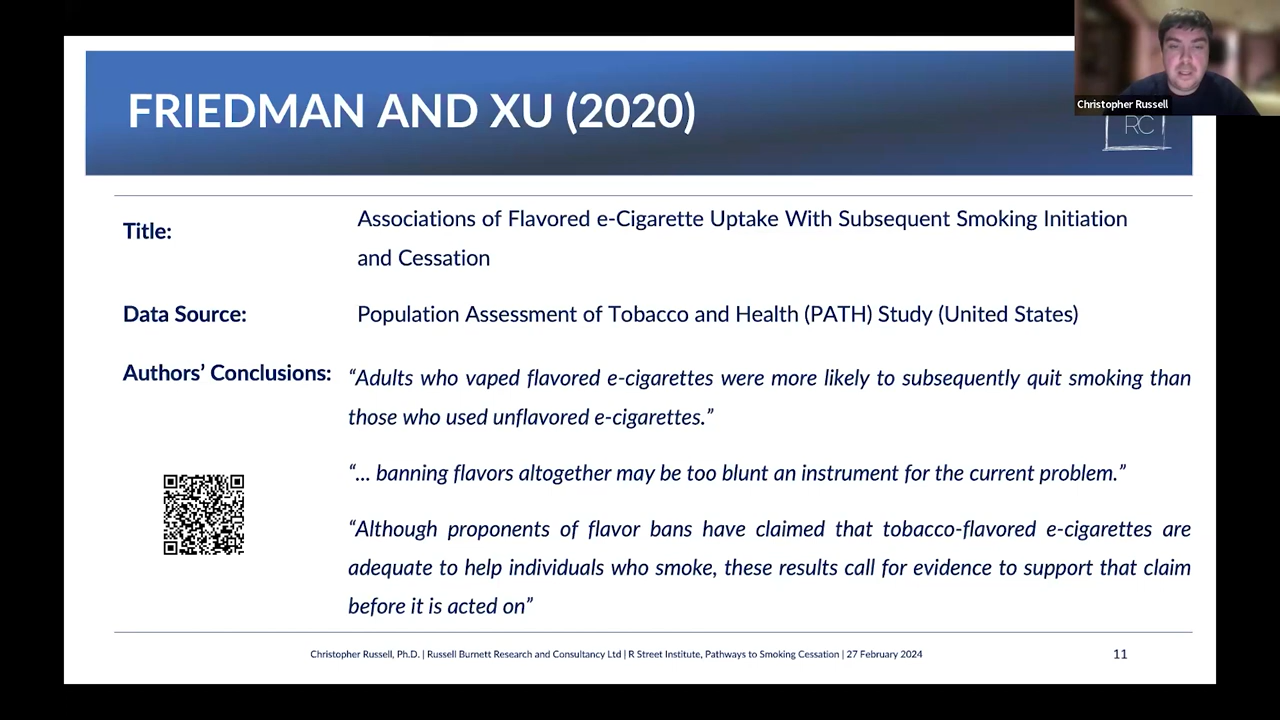 FRIEDMAN AND XU (2020)
Christopher Russell
RC
Title:
Associations of Flavored e-Cigarette Uptake With Subsequent Smoking Initiation
and Cessation
Data Source:
Population Assessment of Tobacco and Health (PATH) Study (United States)
Authors’ Conclusions:
“Adults who vaped flavored e-cigarettes were more likely to subsequently quit smoking than
those who used unflavored e-cigarettes.”
“... banning flavors altogether may be too blunt an instrument for the current problem.”
“Although proponents of flavor bans have claimed that tobacco-flavored e-cigarettes are
adequate to help individuals who smoke, these results call for evidence to support that claim
before it is acted on”
Christopher Russell, Ph.D. | Russell Burnett Research and Consultancy Ltd | R Street Institute, Pathways to Smoking Cessation | 27 February 2024
11